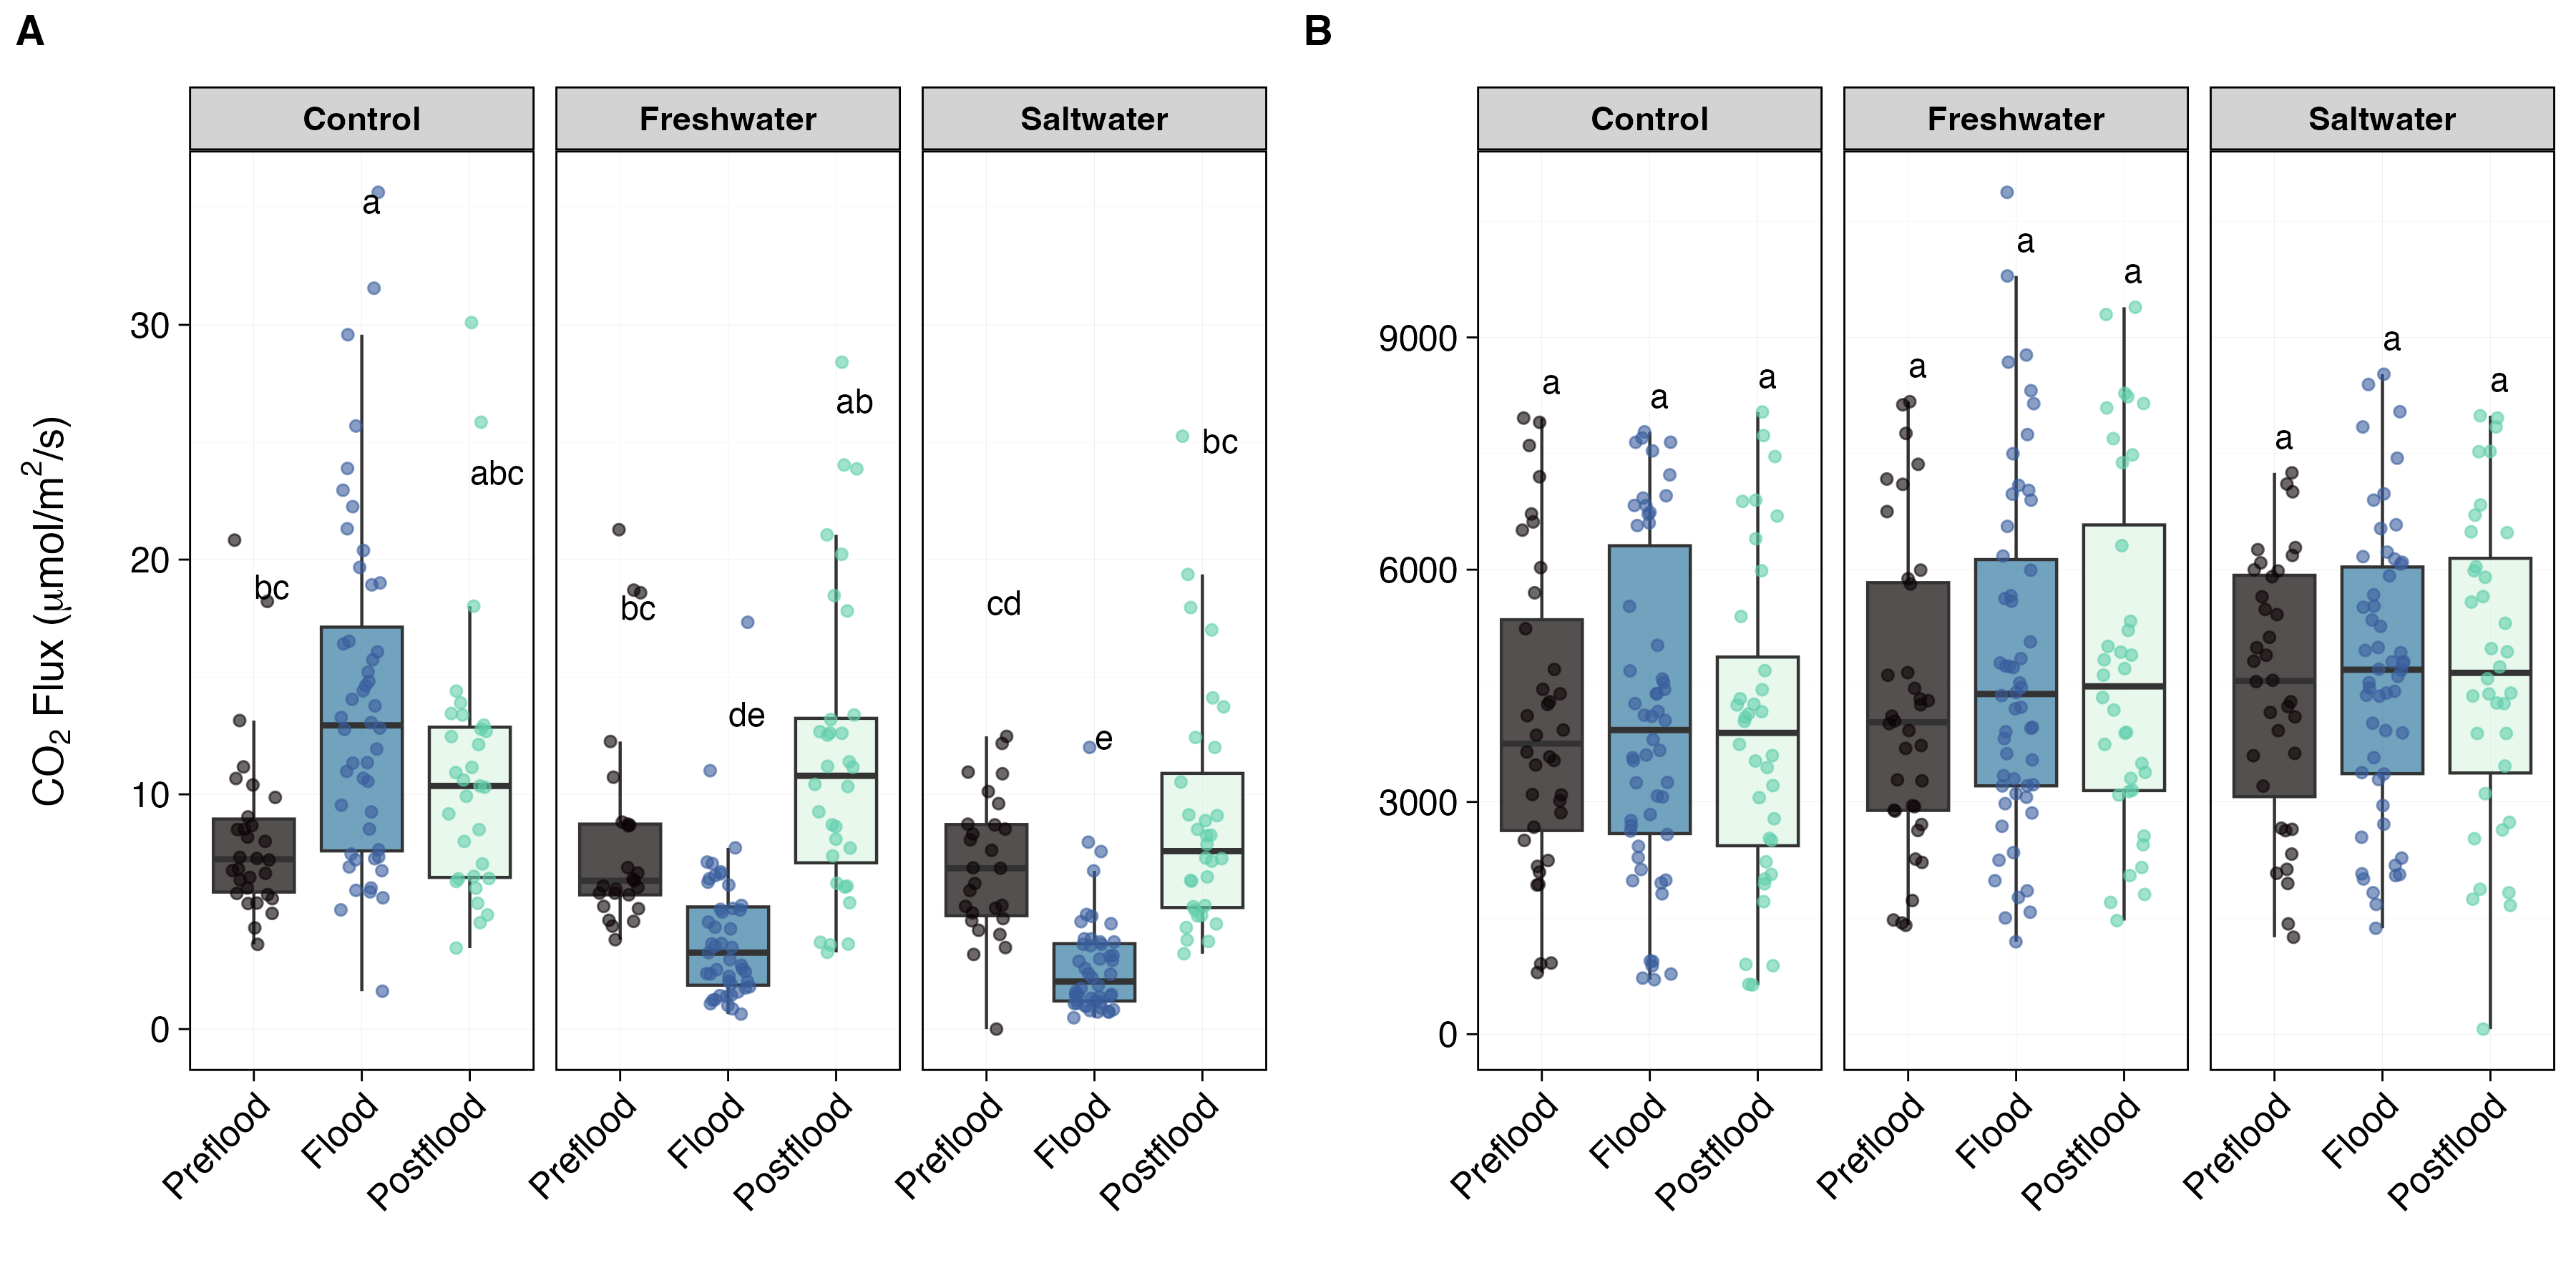 A
B
Control Freshwater Saltwater
Control Freshwater Saltwater
CO₂ Flux (μmol/m²/s)
30
20
10
0
bc a abc
bc de ab
cd e bc
Preflood Flood Postflood
Preflood Flood Postflood
Preflood Flood Postflood
9000
6000
3000
0
a a a
a a a
a a a
Preflood Flood Postflood
Preflood Flood Postflood
Preflood Flood Postflood